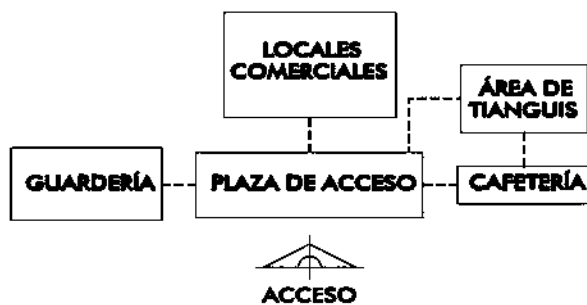 LOCALES
COMERCIALES
ÁREA DE
TIANGUIS
GUARDERÍA
PLAZA DE ACCESO
CAFETERÍA
ACCESO